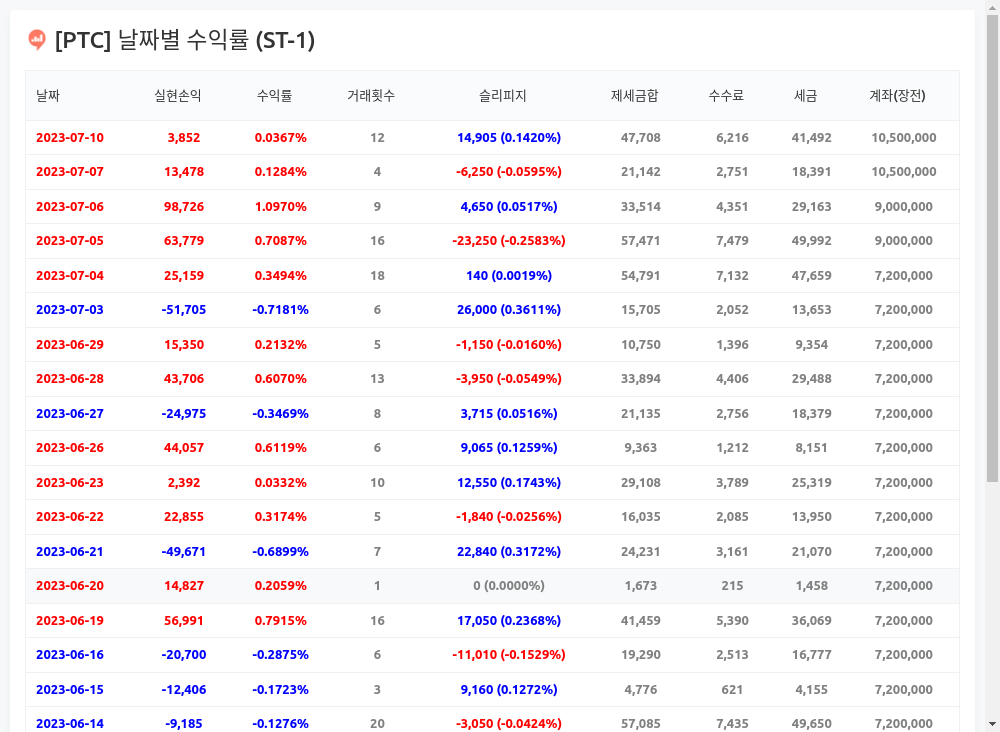 [PTC] 날짜별 수익률 (ST-1)
날짜 실현손익 수익률 거래횟수 슬리피지 제세금합 수수료 세금 계좌(장전)
2023-07-10 3,852 0.0367% 12 14,905 (0.1420%) 47,708 6,216 41,492 10,500,000
2023-07-07 13,478 0.1284% 4 -6,250 (-0.0595%) 21,142 2,751 18,391 10,500,000
2023-07-06 98,726 1.0970% 9 4,650 (0.0517%) 33,514 4,351 29,163 9,000,000
2023-07-05 63,779 0.7087% 16 -23,250 (-0.2583%) 57,471 7,479 49,992 9,000,000
2023-07-04 25,159 0.3494% 18 140 (0.0019%) 54,791 7,132 47,659 7,200,000
2023-07-03 -51,705 -0.7181% 6 26,000 (0.3611%) 15,705 2,052 13,653 7,200,000
2023-06-29 15,350 0.2132% 5 -1,150 (-0.0160%) 10,750 1,396 9,354 7,200,000
2023-06-28 43,706 0.6070% 13 -3,950 (-0.0549%) 33,894 4,406 29,488 7,200,000
2023-06-27 -24,975 -0.3469% 8 3,715 (0.0516%) 21,135 2,756 18,379 7,200,000
2023-06-26 44,057 0.6119% 6 9,065 (0.1259%) 9,363 1,212 8,151 7,200,000
2023-06-23 2,392 0.0332% 10 12,550 (0.1743%) 29,108 3,789 25,319 7,200,000
2023-06-22 22,855 0.3174% 5 -1,840 (-0.0256%) 16,035 2,085 13,950 7,200,000
2023-06-21 -49,671 -0.6899% 7 22,840 (0.3172%) 24,231 3,161 21,070 7,200,000
2023-06-20 14,827 0.2059% 1 0 (0.0000%) 1,673 215 1,458 7,200,000
2023-06-19 56,991 0.7915% 16 17,050 (0.2368%) 41,459 5,390 36,069 7,200,000
2023-06-16 -20,700 -0.2875% 6 -11,010 (-0.1529%) 19,290 2,513 16,777 7,200,000
2023-06-15 -12,406 -0.1723% 3 9,160 (0.1272%) 4,776 621 4,155 7,200,000
2023-06-14 -9,185 -0.1276% 20 -3,050 (-0.0424%) 57,085 7,435 49,650 7,200,000